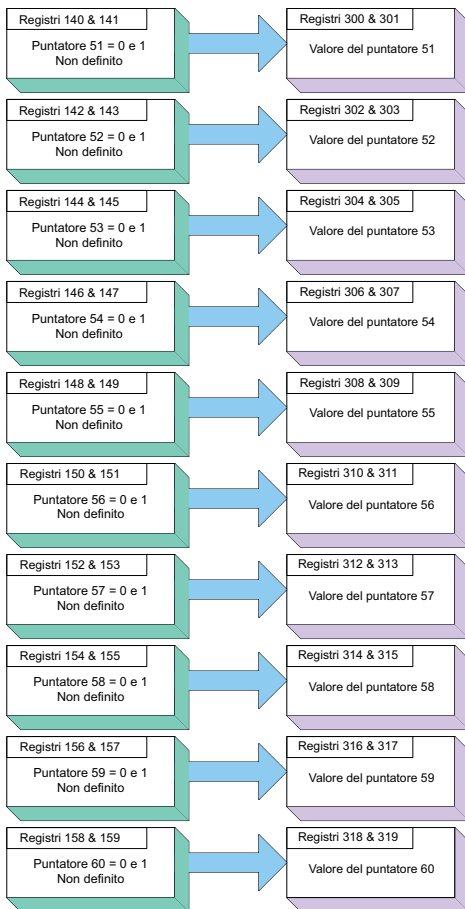 Registri 140 & 141
Puntatore 51 = 0 e 1
Non definito
Registri 300 & 301
Valore del puntatore 51
Registri 142 & 143
Puntatore 52 = 0 e 1
Non definito
Registri 302 & 303
Valore del puntatore 52
Registri 144 & 145
Puntatore 53 = 0 e 1
Non definito
Registri 304 & 305
Valore del puntatore 53
Registri 146 & 147
Puntatore 54 = 0 e 1
Non definito
Registri 306 & 307
Valore del puntatore 54
Registri 148 & 149
Puntatore 55 = 0 e 1
Non definito
Registri 308 & 309
Valore del puntatore 55
Registri 150 & 151
Puntatore 56 = 0 e 1
Non definito
Registri 310 & 311
Valore del puntatore 56
Registri 152 & 153
Puntatore 57 = 0 e 1
Non definito
Registri 312 & 313
Valore del puntatore 57
Registri 154 & 155
Puntatore 58 = 0 e 1
Non definito
Registri 314 & 315
Valore del puntatore 58
Registri 156 & 157
Puntatore 59 = 0 e 1
Non definito
Registri 316 & 317
Valore del puntatore 59
Registri 158 & 159
Puntatore 60 = 0 e 1
Non definito
Registri 318 & 319
Valore del puntatore 60